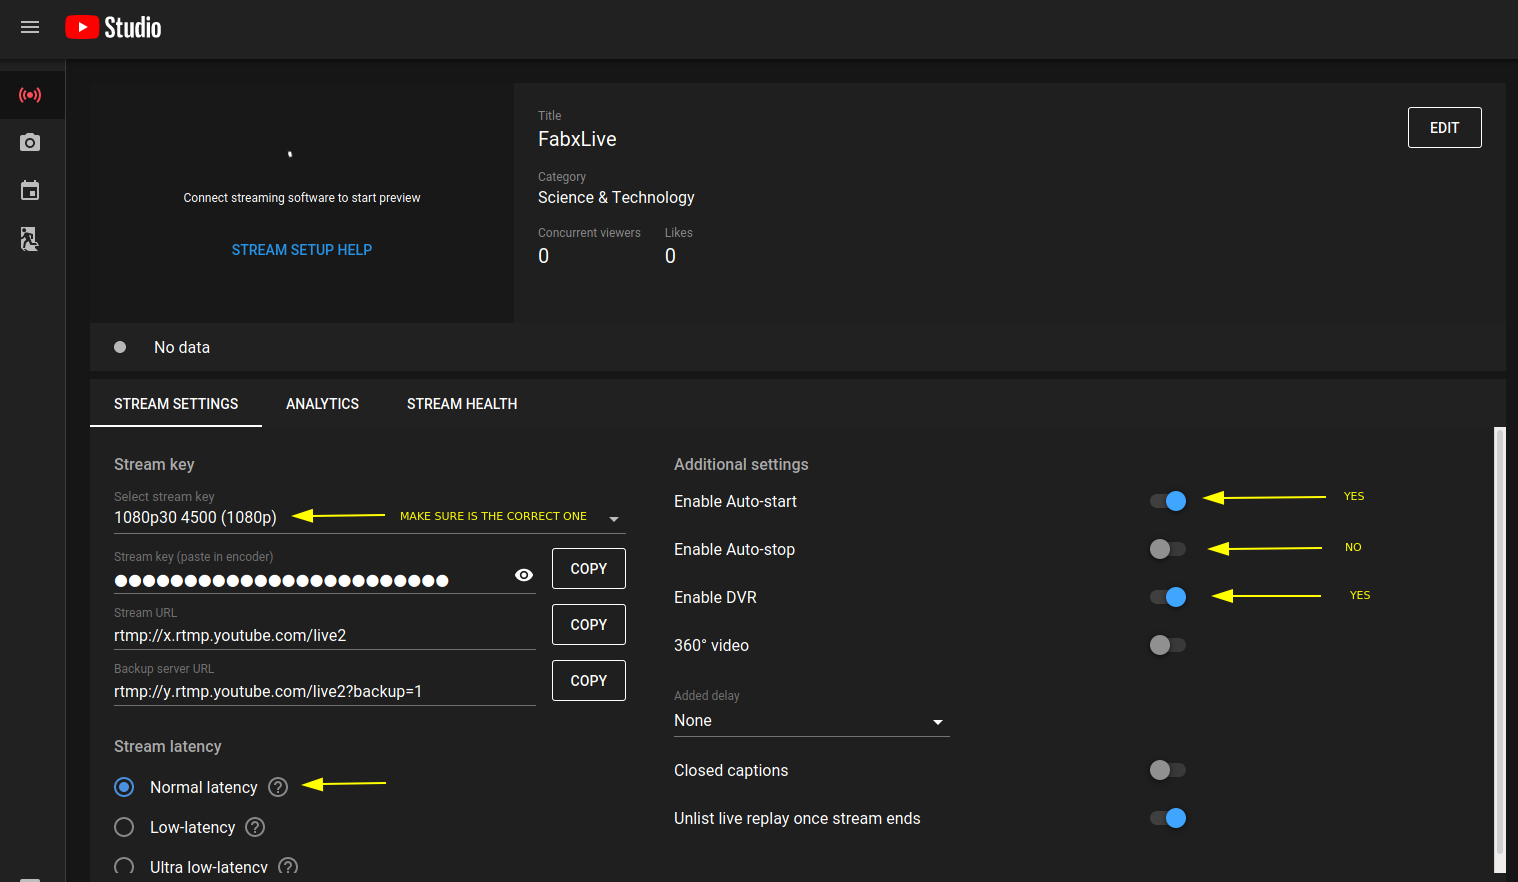 Studio
Title
FabxLive
EDIT
Category
Science & Technology
Connect streaming software to start preview
Concurrent viewers Likes
0 0
STREAM SETUP HELP
No data
STREAM SETTINGS ANALYTICS STREAM HEALTH
Stream key
Select stream key
1080p30 4500 (1080p) MAKE SURE IS THE CORRECT ONE
Stream key (paste in encoder)
COPY
Stream URL
rtmp://x.rtmp.youtube.com/live2
COPY
Backup server URL
rtmp://y.rtmp.youtube.com/live2?backup=1
COPY
Stream latency
Normal latency ?
Low-latency ?
Ultra low-latency ?
Additional settings
Enable Auto-start YES
Enable Auto-stop NO
Enable DVR YES
360° video
Added delay
None
Closed captions
Unlist live replay once stream ends